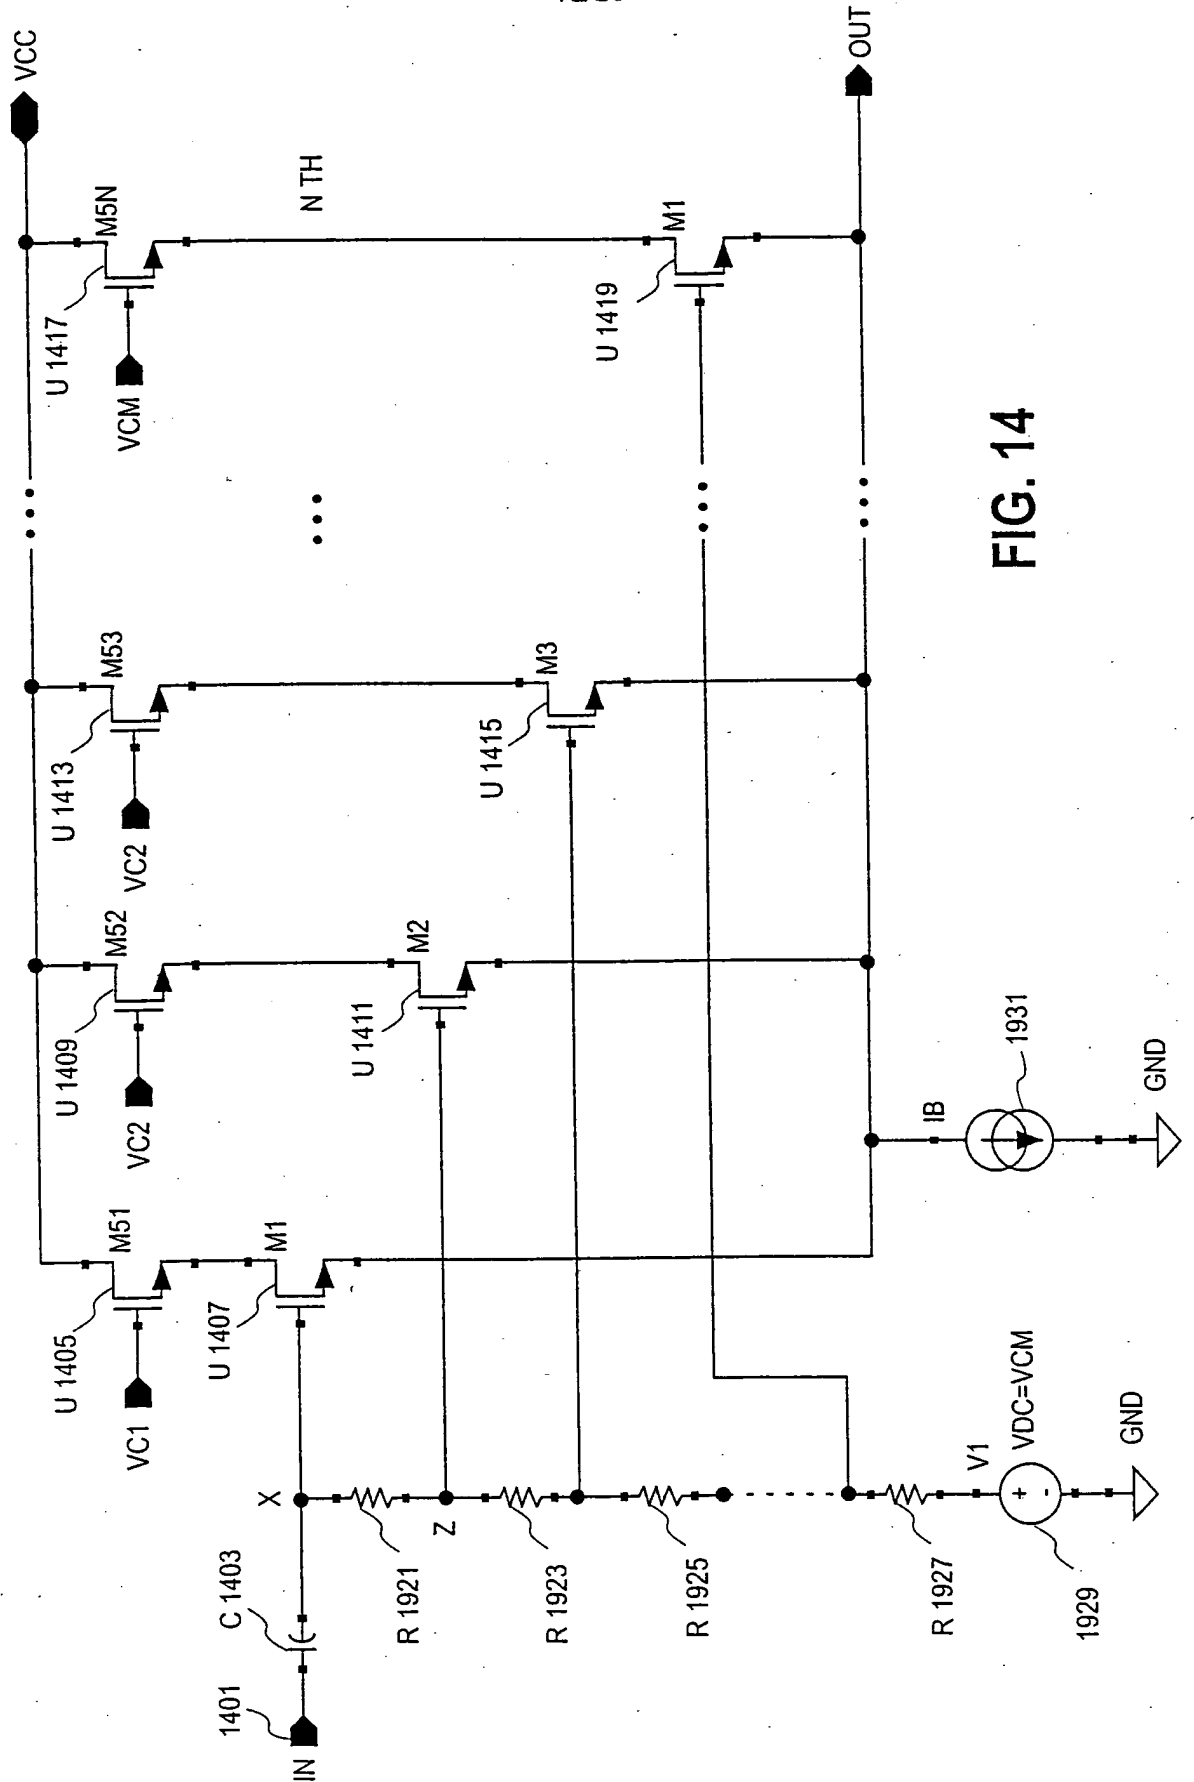 VCC
M51
U 1405
VC1
M52
U 1409
VC2
M53
U 1413
VC2
M5N
U 1417
VCM
N TH
IN
1401
C 1403
X
M1
U 1407
M2
U 1411
M3
U 1415
M1
U 1419
R 1921
Z
R 1923
R 1925
R 1927
V1
VDC=VCM
+
-
1929
GND
IB
1931
GND
OUT
FIG. 14